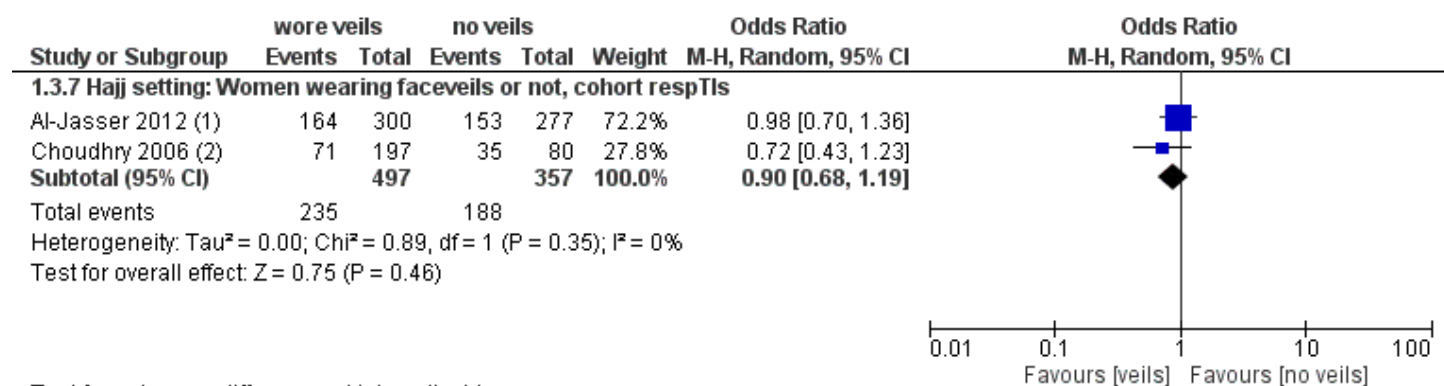 wore veils no veils Odds Ratio Odds Ratio
Study or Subgroup Events Total Events Total Weight M-H, Random, 95% CI M-H, Random, 95% CI
1.3.7 Hajj setting: Women wearing faceveils or not, cohort respTIs
Al-Jasser 2012 (1) 164 300 153 277 72.2% 0.98 [0.70, 1.36]
Choudhry 2006 (2) 71 197 35 80 27.8% 0.72 [0.43, 1.23]
Subtotal (95% CI) 497 357 100.0% 0.90 [0.68, 1.19]
Total events 235 188
Heterogeneity: Tau² = 0.00; Chi² = 0.89, df = 1 (P = 0.35); I² = 0%
Test for overall effect: Z = 0.75 (P = 0.46)
0.01 0.1 1 10 100
Favours [veils] Favours [no veils]